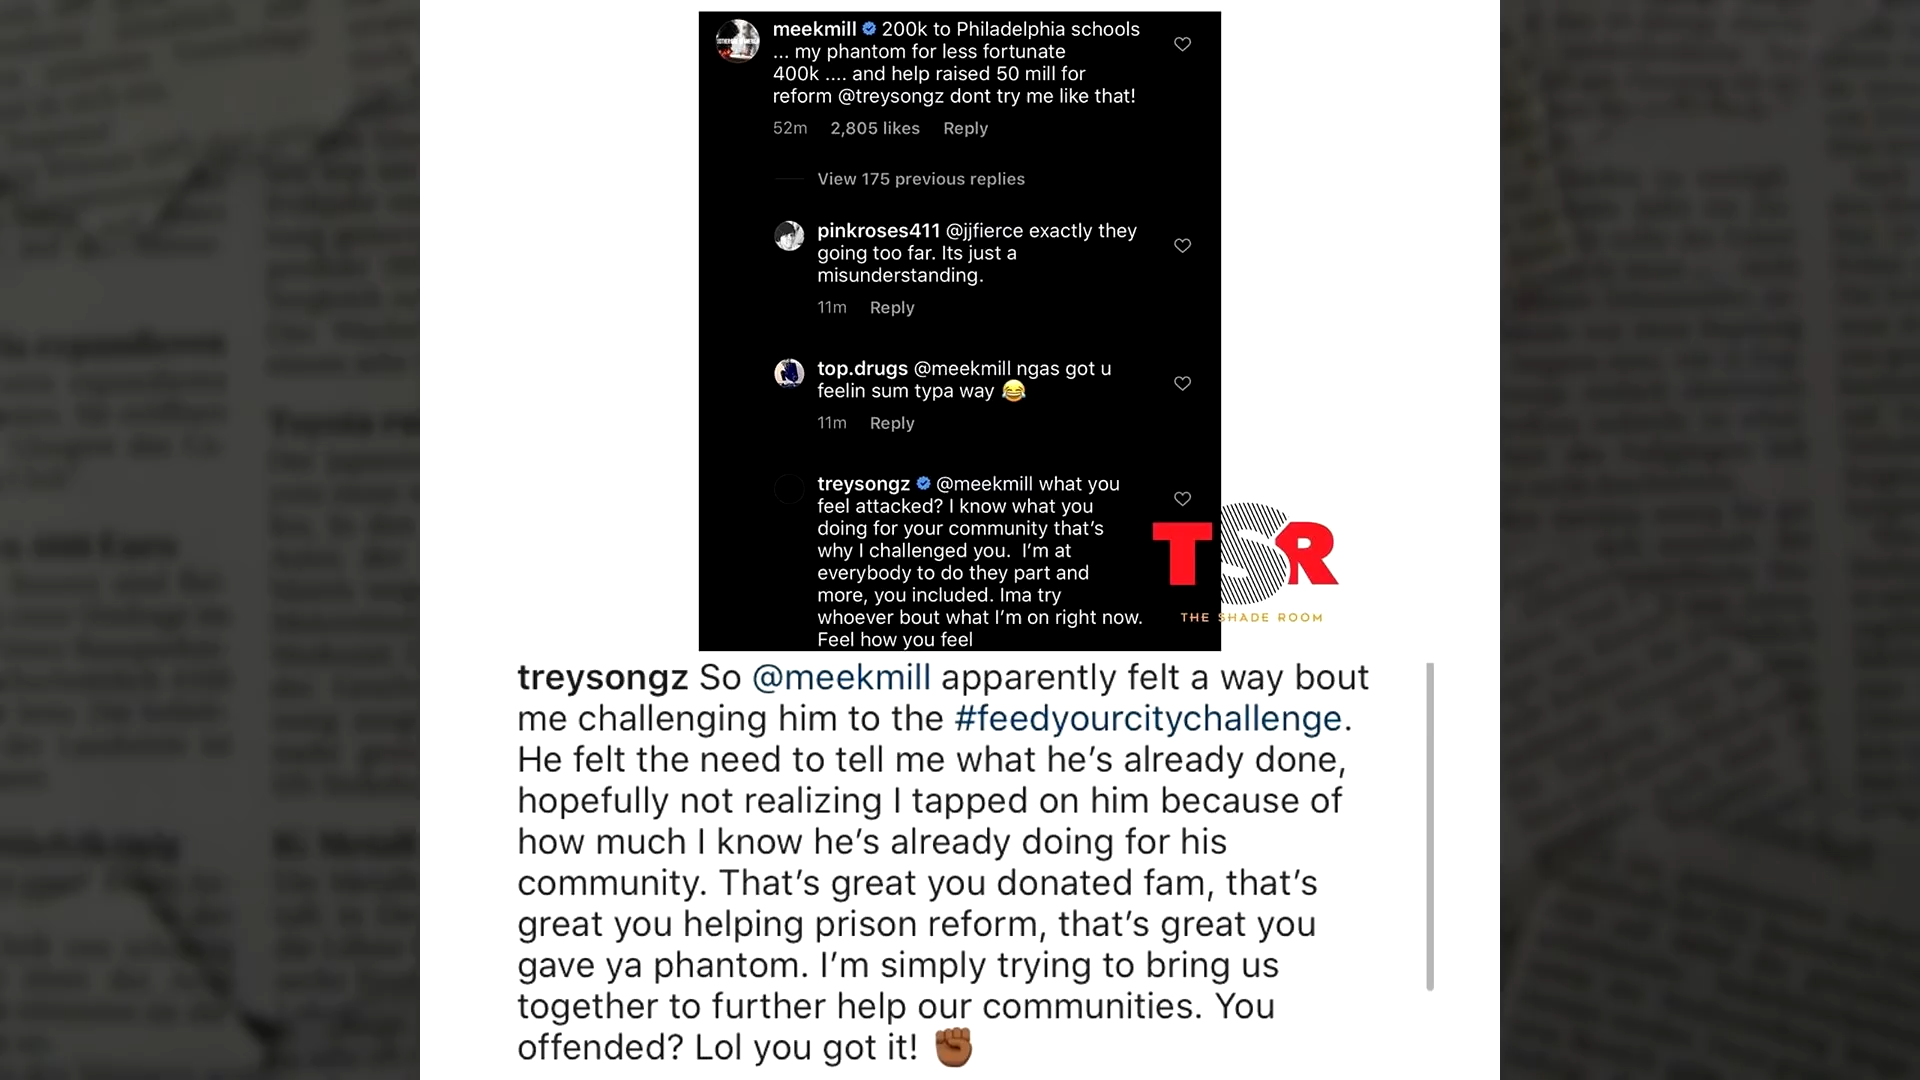 meekmill 200k to Philadelphia schools
... my phantom for less fortunate
400k .... and help raised 50 mill for
reform @treysongz dont try me like that!
52m 2,805 likes Reply
View 175 previous replies
pinkroses411 @jjfierce exactly they
going too far. Its just a
misunderstanding.
11m Reply
top.drugs @meekmill ngas got u
feelin sum typa way 😂
11m Reply
treysongz @meekmill what you
feel attacked? I know what you
doing for your community that's
why I challenged you. I'm at
everybody to do they part and
more, you included. Ima try
whoever bout what I'm on right now.
Feel how you feel
TSR
THE SHADE ROOM
treysongz So @meekmill apparently felt a way bout
me challenging him to the #feedyourcitychallenge.
He felt the need to tell me what he's already done,
hopefully not realizing I tapped on him because of
how much I know he's already doing for his
community. That's great you donated fam, that's
great you helping prison reform, that's great you
gave ya phantom. I'm simply trying to bring us
together to further help our communities. You
offended? Lol you got it! ✊🏾